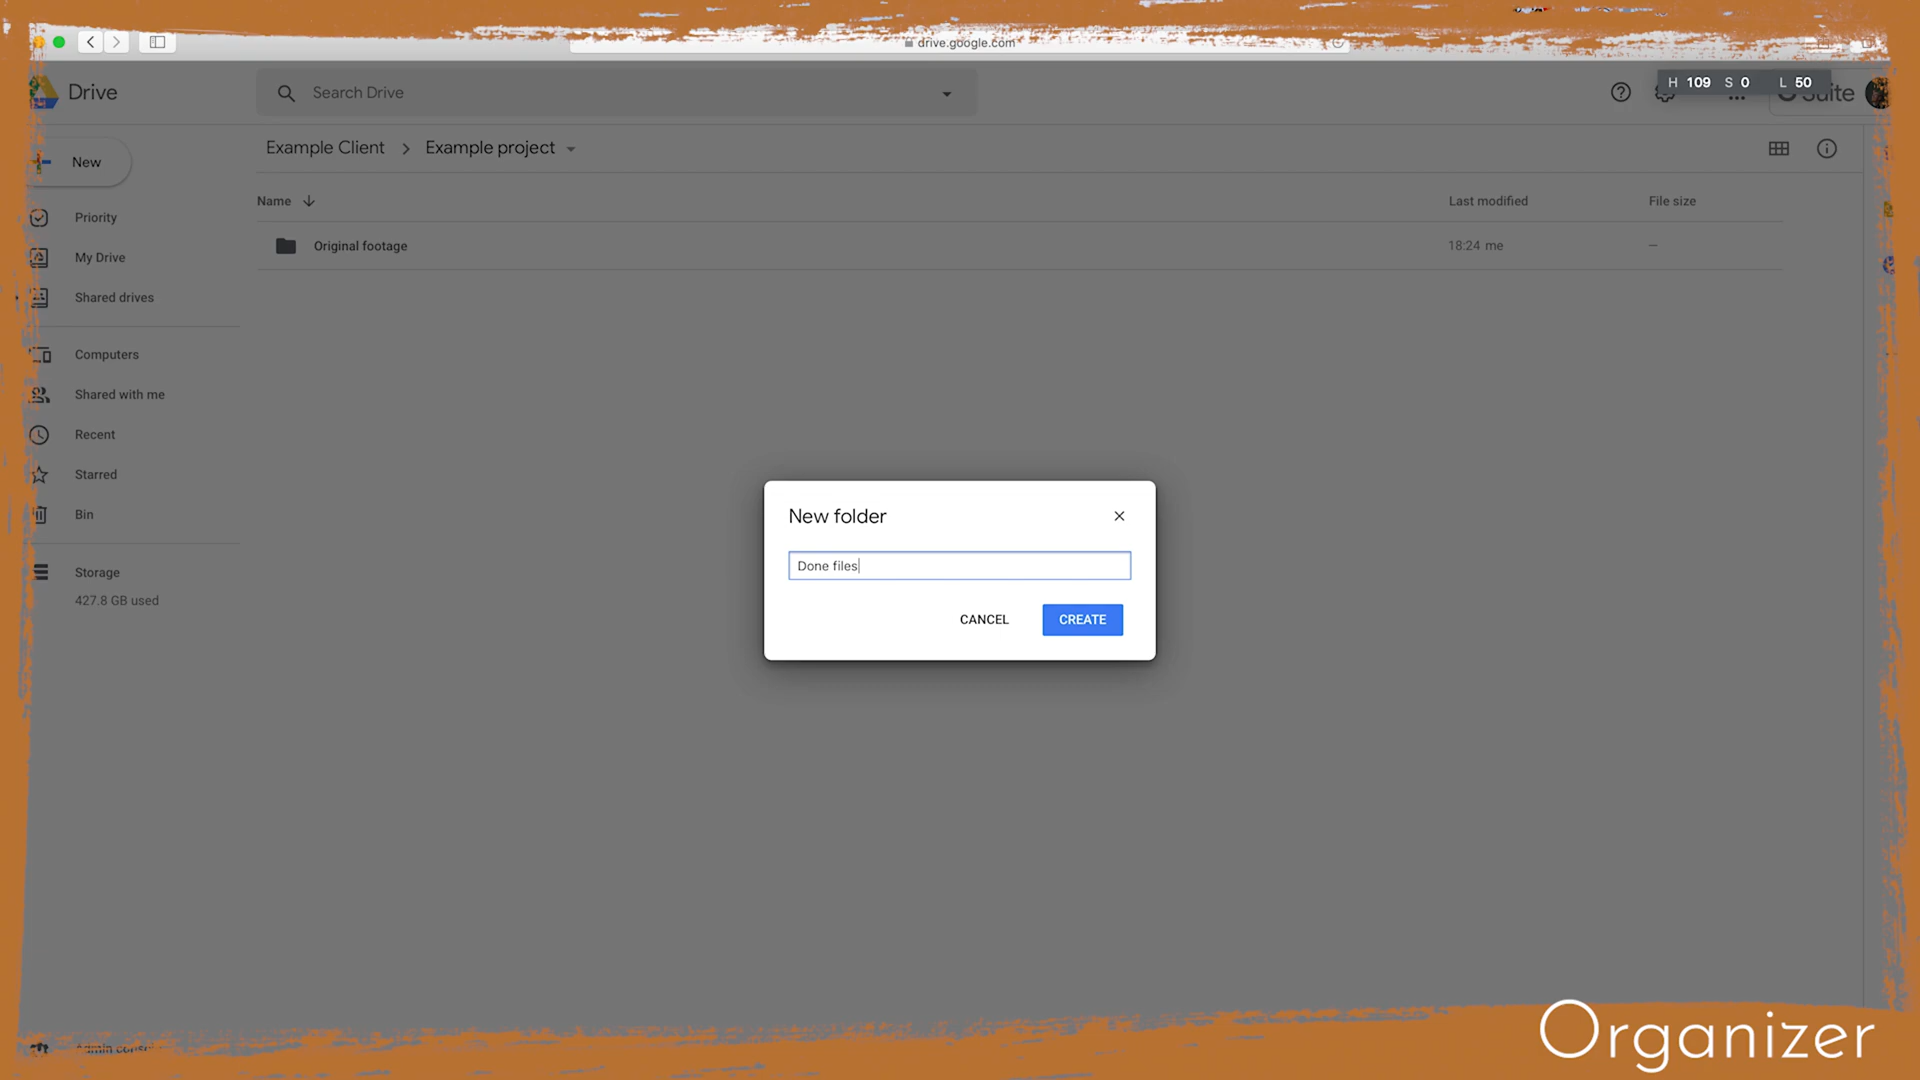 drive.google.com
Drive
Search Drive
H 109 S 0 L 50
Suite
New
Example Client > Example project
Name
Last modified
File size
Original footage
18:24 me
–
Priority
My Drive
Shared drives
Computers
Shared with me
Recent
Starred
Bin
Storage
427.8 GB used
New folder
Done files
CANCEL
CREATE
Organizer